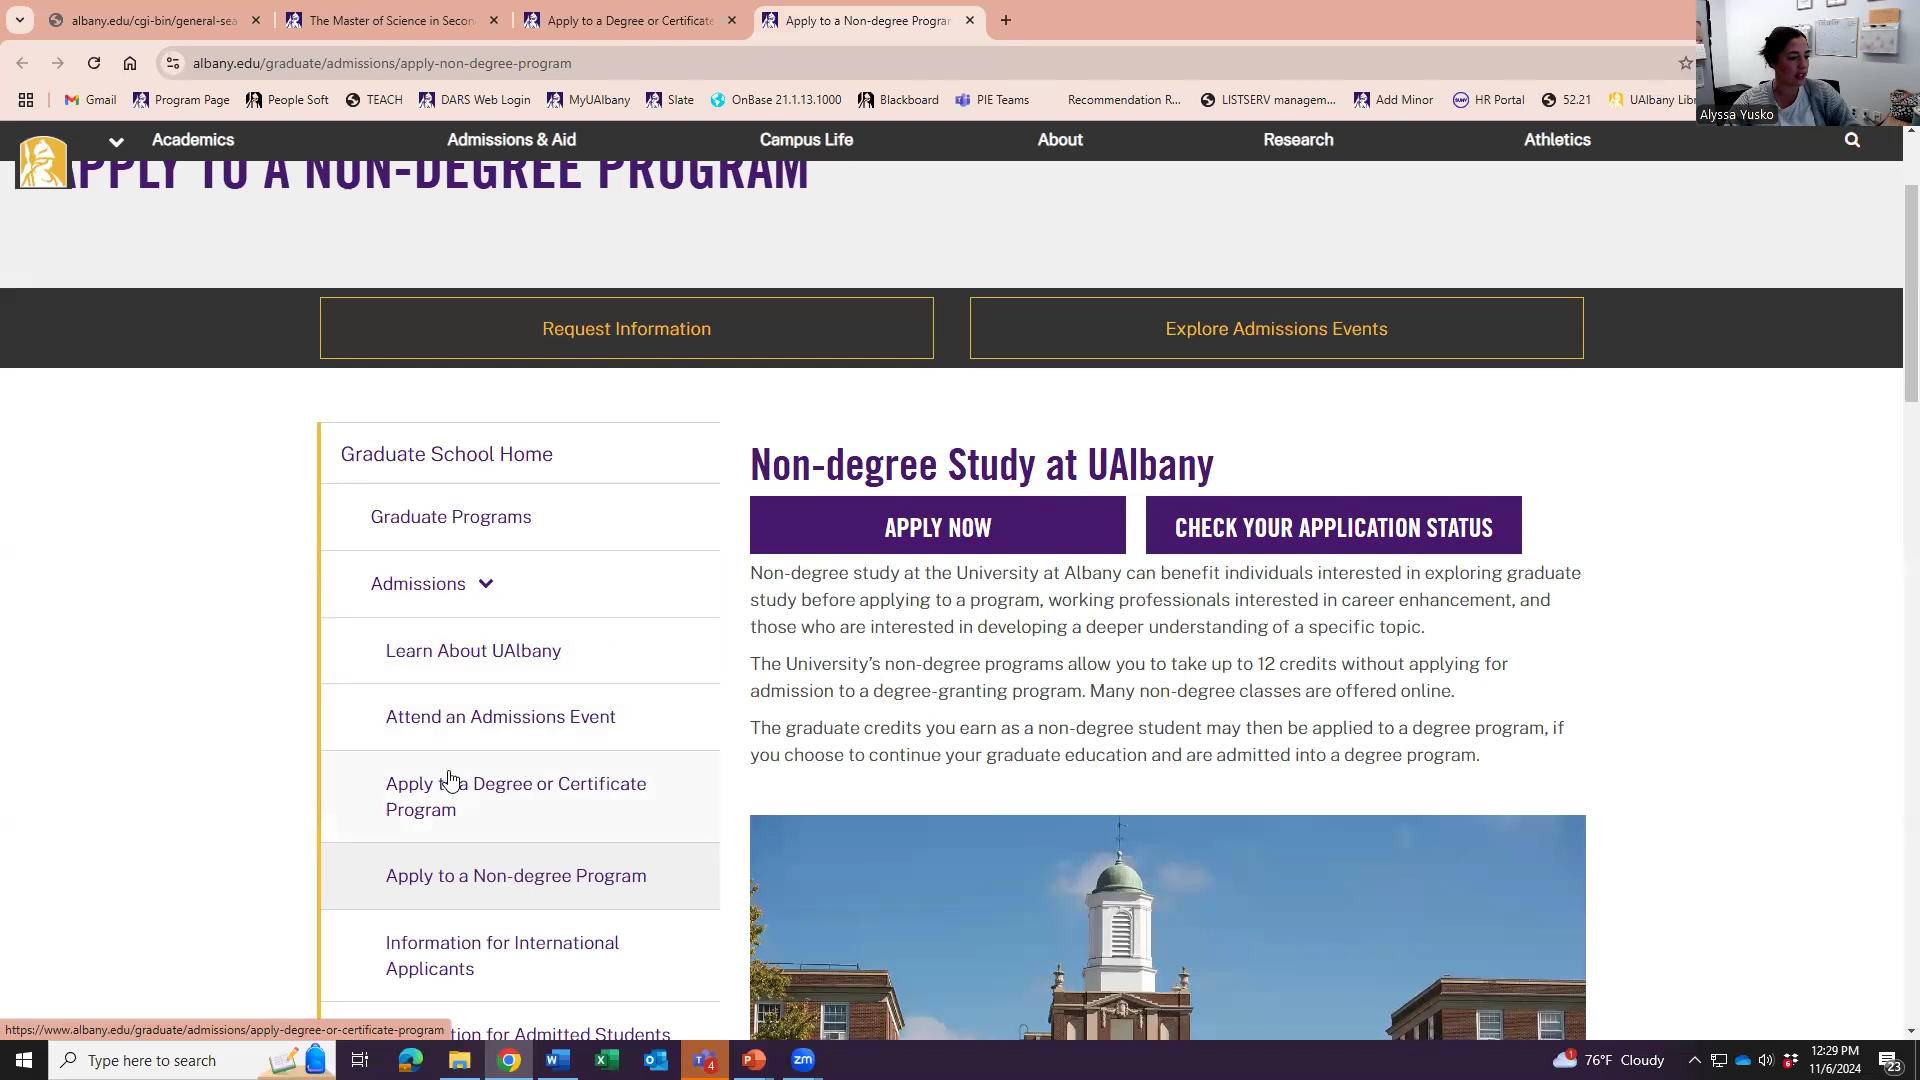 albany.edu/cgi-bin/general-sea
The Master of Science in Secon
Apply to a Degree or Certificate
Apply to a Non-degree Program
albany.edu/graduate/admissions/apply-non-degree-program
Gmail
Program Page
People Soft
TEACH
DARS Web Login
MyUAlbany
Slate
OnBase 21.1.13.1000
Blackboard
PIE Teams
Recommendation R...
LISTSERV managem...
Add Minor
HR Portal
52.21
UAlbany Libr
Alyssa Yusko
Academics
Admissions & Aid
Campus Life
About
Research
Athletics
APPLY TO A NON-DEGREE PROGRAM
Request Information
Explore Admissions Events
Graduate School Home
Graduate Programs
Admissions
Learn About UAlbany
Attend an Admissions Event
Apply to a Degree or Certificate
Program
Apply to a Non-degree Program
Information for International
Applicants
tion for Admitted Students
Non-degree Study at UAlbany
APPLY NOW
CHECK YOUR APPLICATION STATUS
Non-degree study at the University at Albany can benefit individuals interested in exploring graduate
study before applying to a program, working professionals interested in career enhancement, and
those who are interested in developing a deeper understanding of a specific topic.
The University's non-degree programs allow you to take up to 12 credits without applying for
admission to a degree-granting program. Many non-degree classes are offered online.
The graduate credits you earn as a non-degree student may then be applied to a degree program, if
you choose to continue your graduate education and are admitted into a degree program.
https://www.albany.edu/graduate/admissions/apply-degree-or-certificate-program
Type here to search
4
zm
1
76°F Cloudy
12:29 PM
11/6/2024
23